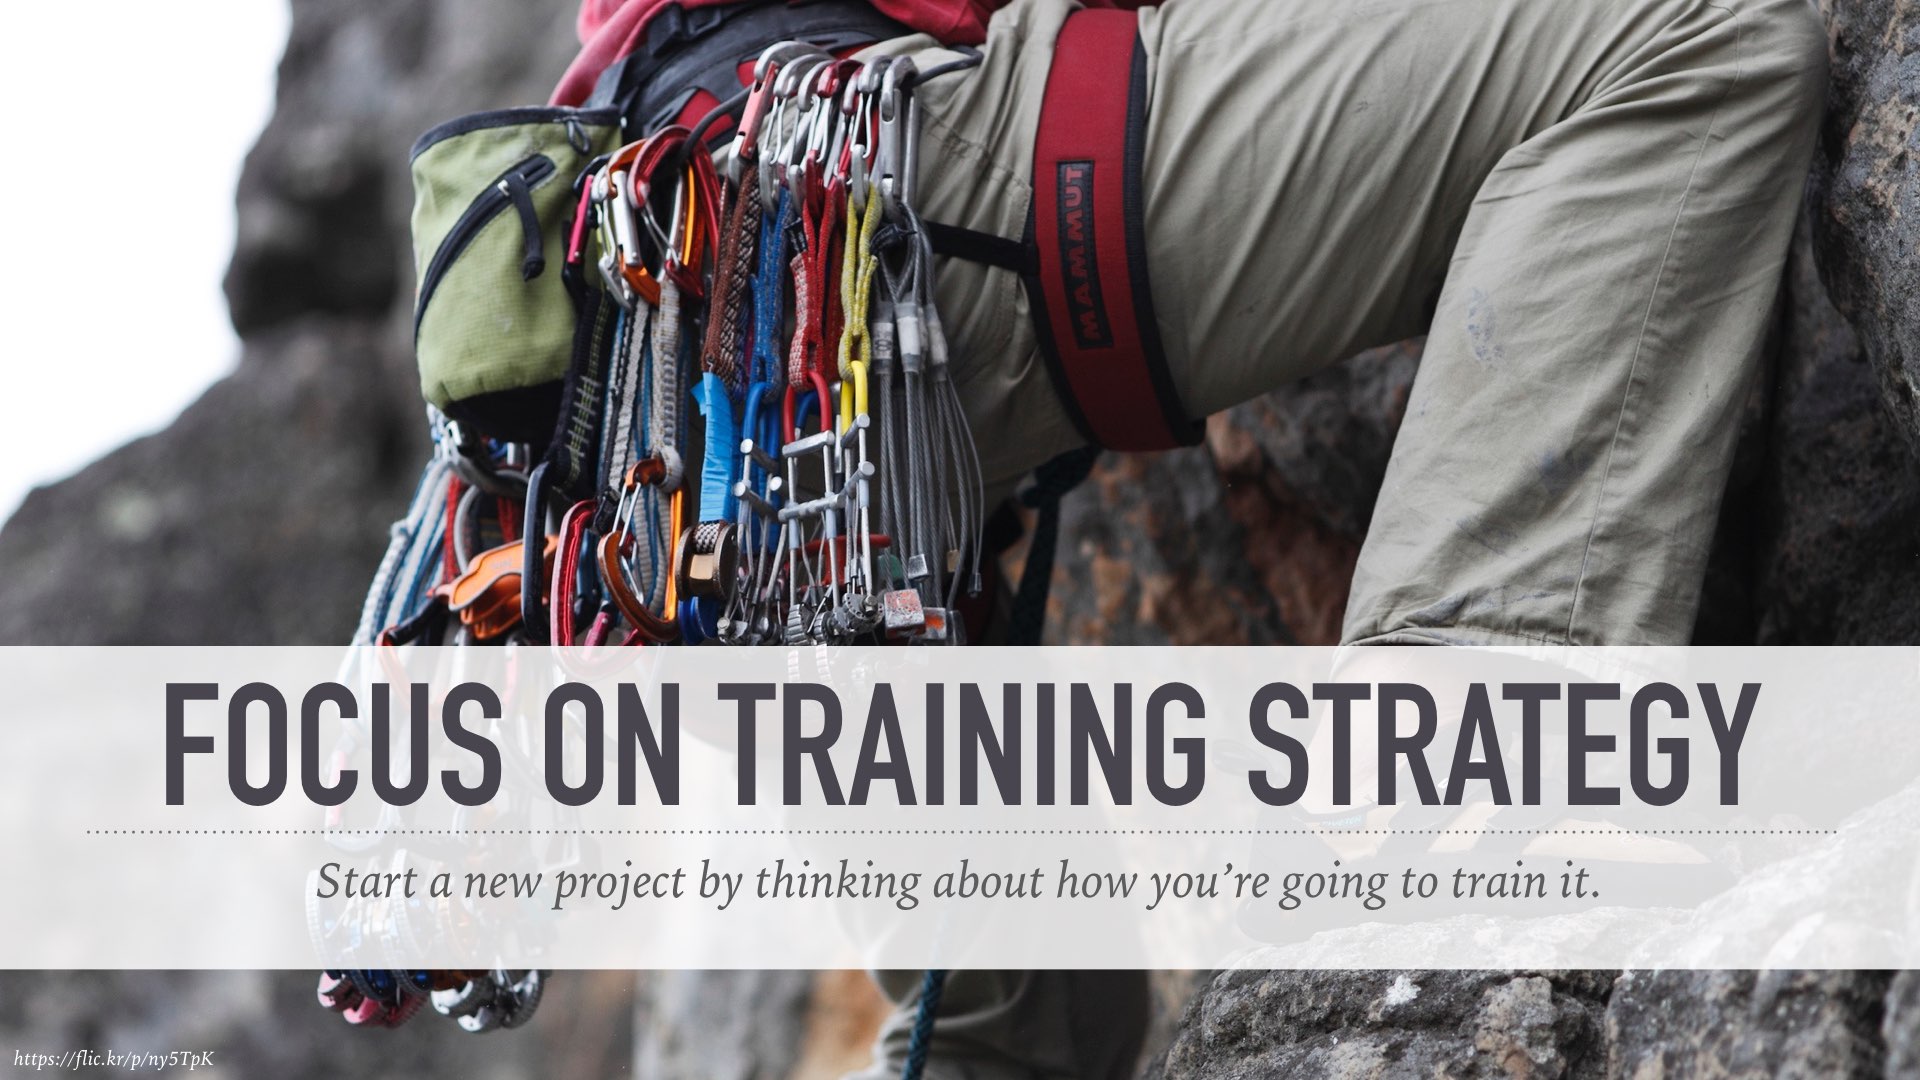 MAMMUT
FOCUS ON TRAINING STRATEGY
Start a new project by thinking about how you’re going to train it.
https://flic.kr/p/ny5TpK